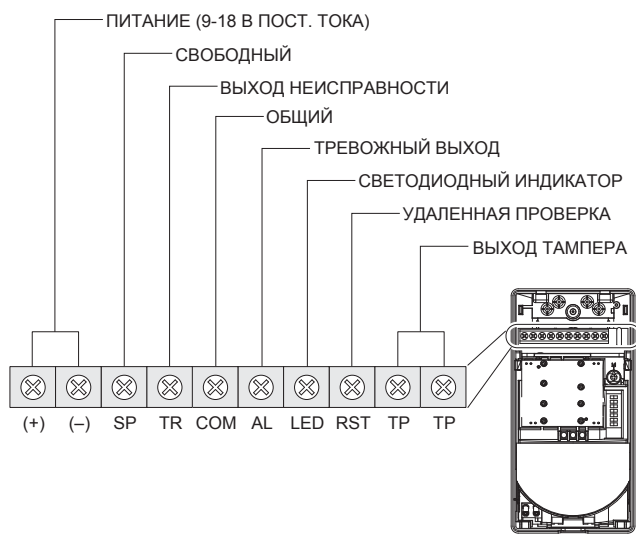 ПИТАНИЕ (9-18 В ПОСТ. ТОКА)
СВОБОДНЫЙ
ВЫХОД НЕИСПРАВНОСТИ
ОБЩИЙ
ТРЕВОЖНЫЙ ВЫХОД
СВЕТОДИОДНЫЙ ИНДИКАТОР
УДАЛЕННАЯ ПРОВЕРКА
ВЫХОД ТАМПЕРА
(+) (–) SP TR COM AL LED RST TP TP